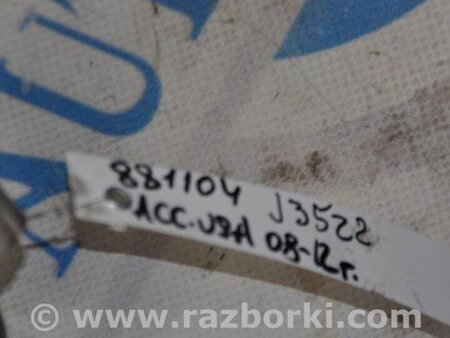 881104 J3522
ACC. USA 08-12г.
© www.razborki.com